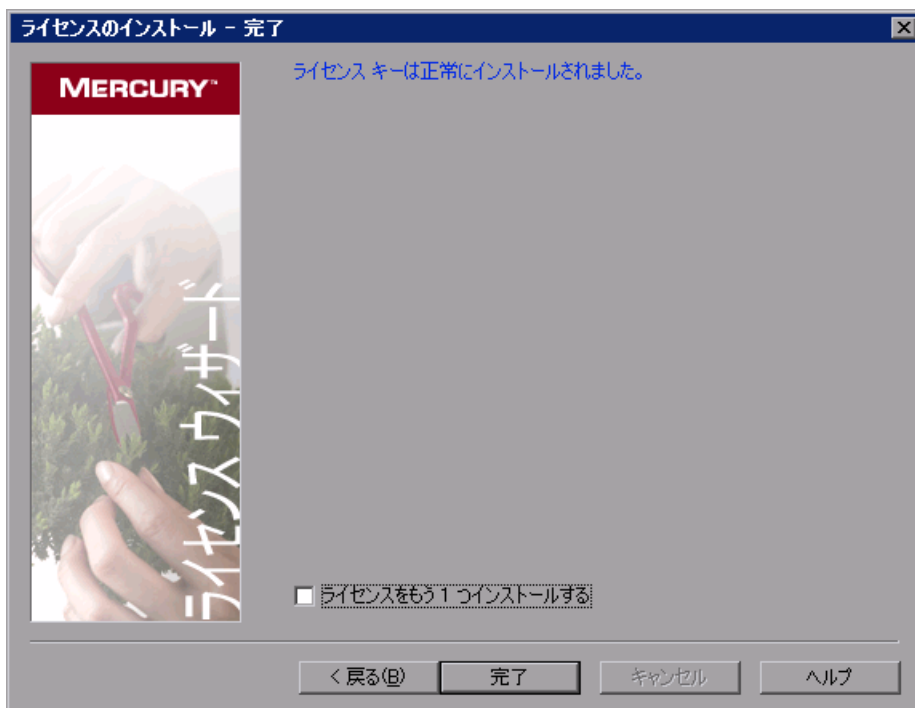 ライセンスのインストール - 完了
MERCURY™
ライセンス キーは正常にインストールされました。
ライセンス ウィザード
ライセンスをもう１つインストールする
< 戻る(B)
完了
キャンセル
ヘルプ